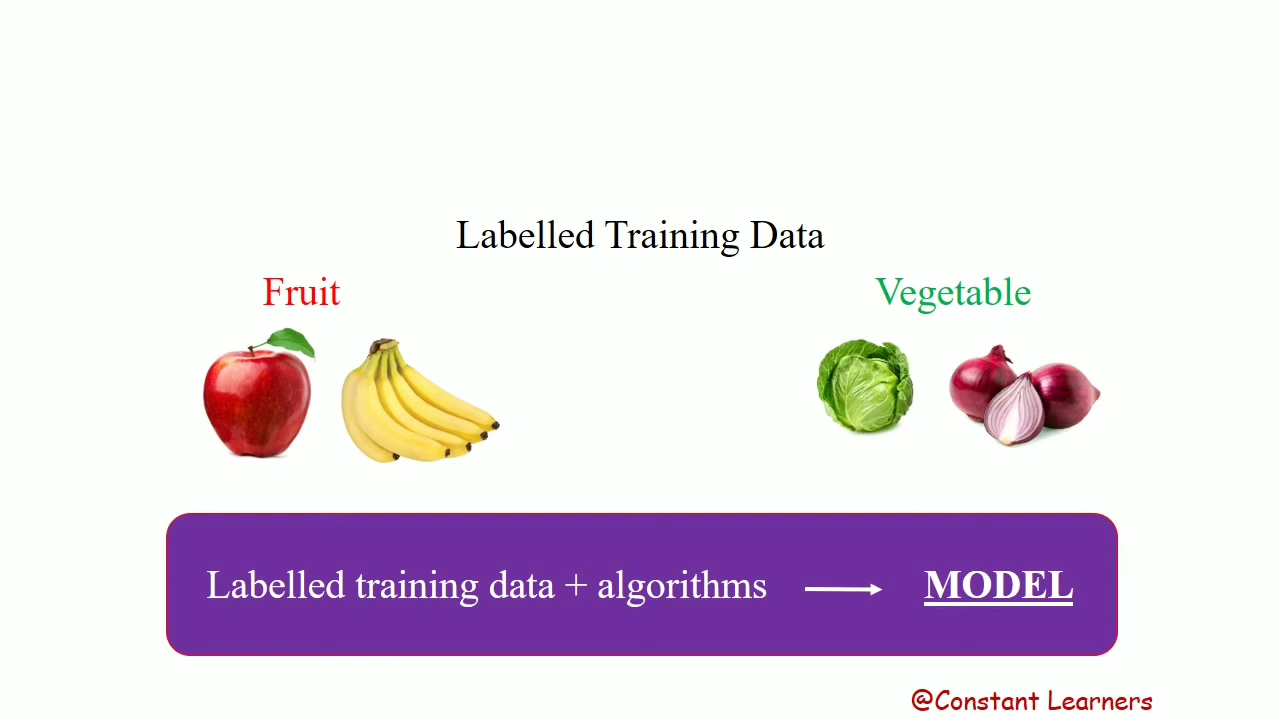 Labelled Training Data
Fruit
Vegetable
Labelled training data + algorithms
MODEL
@Constant Learners